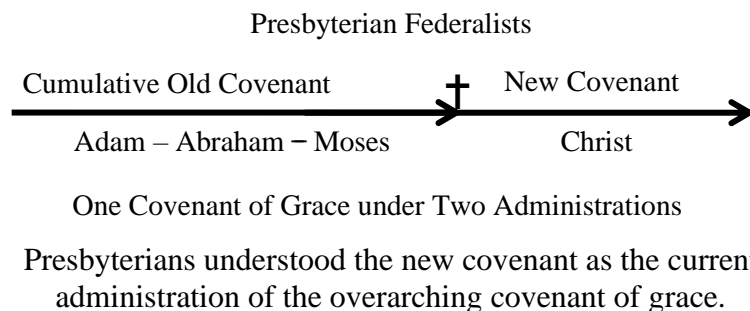 Presbyterian Federalists
Cumulative Old Covenant † New Covenant
Adam – Abraham – Moses Christ
One Covenant of Grace under Two Administrations
Presbyterians understood the new covenant as the current
administration of the overarching covenant of grace.